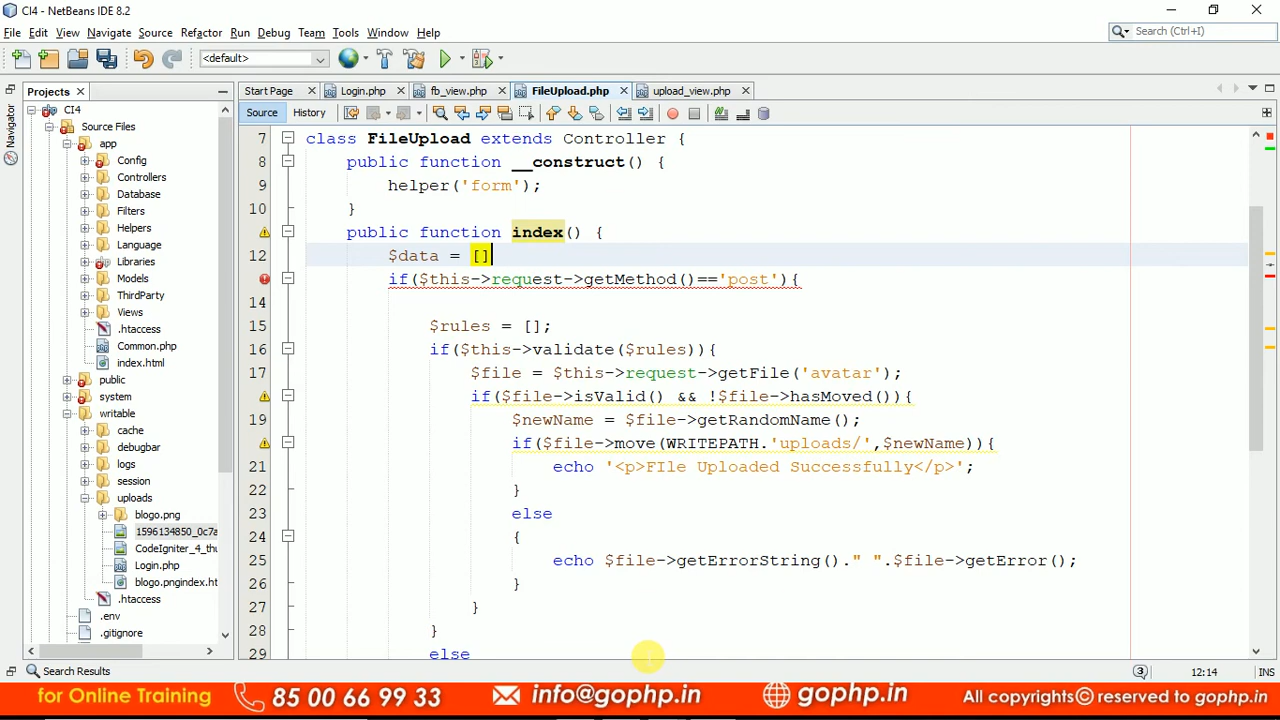 CI4 - NetBeans IDE 8.2
File Edit View Navigate Source Refactor Run Debug Team Tools Window Help
Search (Ctrl+I)
<default>
Projects
Start Page
Login.php
fb_view.php
FileUpload.php
upload_view.php
Navigator
Source
History
CI4
Source Files
app
Config
Controllers
Database
Filters
Helpers
Language
Libraries
Models
ThirdParty
Views
.htaccess
Common.php
index.html
public
system
writable
cache
debugbar
logs
session
uploads
blogo.png
1596134850_0c7a
CodeIgniter_4_thu
Login.php
blogo.pngindex.ht
.htaccess
.env
.gitignore
7 class FileUpload extends Controller {
8 public function __construct() {
9 helper('form');
10 }
public function index() {
12 $data = []
if($this->request->getMethod()=='post'){
14
15 $rules = [];
16 if($this->validate($rules)){
17 $file = $this->request->getFile('avatar');
if($file->isValid() && !$file->hasMoved()){
19 $newName = $file->getRandomName();
if($file->move(WRITEPATH.'uploads/',$newName)){
21 echo '<p>FIle Uploaded Successfully</p>';
22 }
23 else
24 {
25 echo $file->getErrorString()." ".$file->getError();
26 }
27 }
28 }
29 else
Search Results
3
12:14
INS
for Online Training
85 00 66 99 33
info@gophp.in
gophp.in
All copyrights© reserved to gophp.in